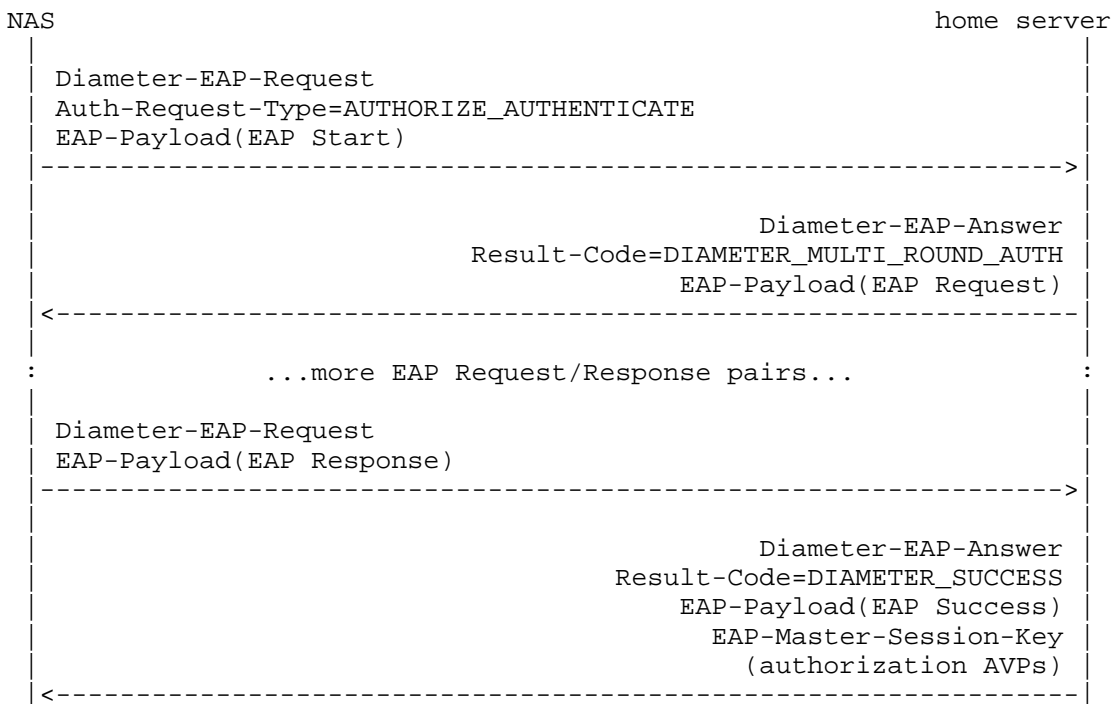 NAS home server
Diameter-EAP-Request
Auth-Request-Type=AUTHORIZE_AUTHENTICATE
EAP-Payload(EAP Start)
Diameter-EAP-Answer
Result-Code=DIAMETER_MULTI_ROUND_AUTH
EAP-Payload(EAP Request)
...more EAP Request/Response pairs...
Diameter-EAP-Request
EAP-Payload(EAP Response)
Diameter-EAP-Answer
Result-Code=DIAMETER_SUCCESS
EAP-Payload(EAP Success)
EAP-Master-Session-Key
(authorization AVPs)